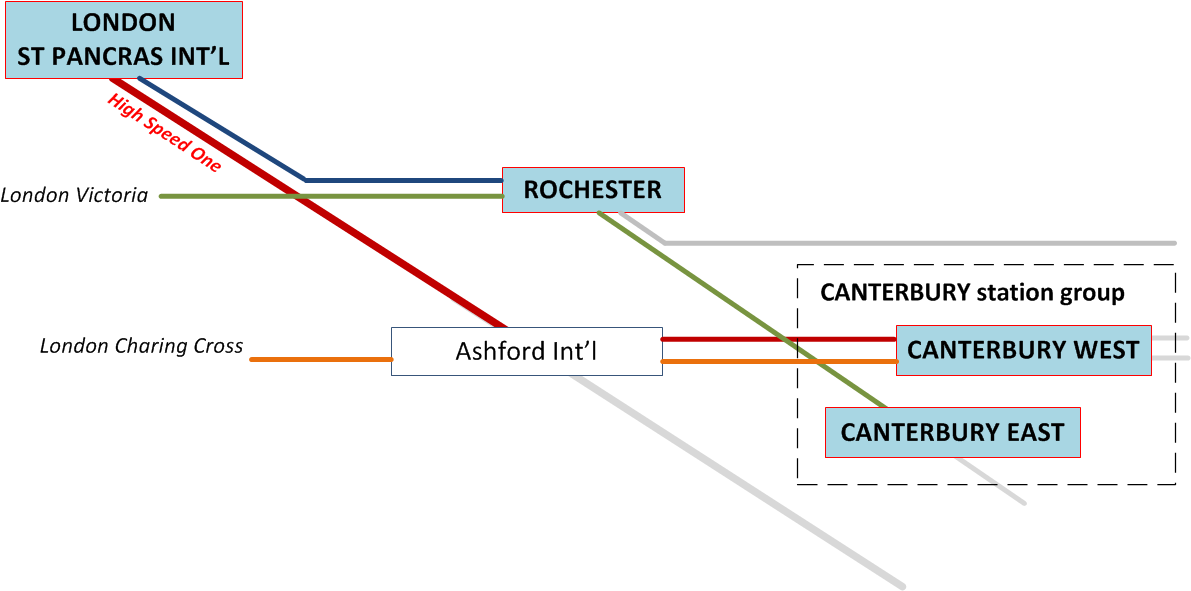 LONDON
ST PANCRAS INT’L
High Speed One
London Victoria
ROCHESTER
CANTERBURY station group
London Charing Cross
Ashford Int’l
CANTERBURY WEST
CANTERBURY EAST